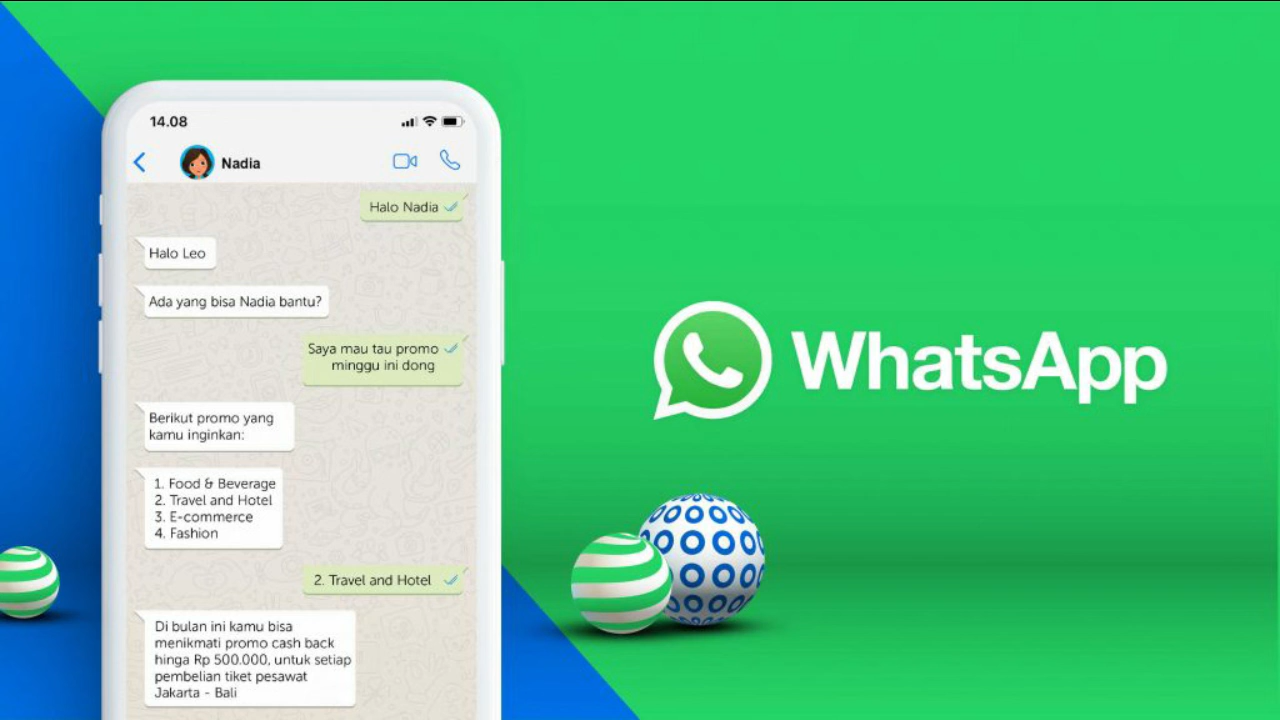 14.08
Nadia
Halo Nadia
Halo Leo
Ada yang bisa Nadia bantu?
Saya mau tau promo
minggu ini dong
Berikut promo yang
kamu inginkan:
1. Food & Beverage
2. Travel and Hotel
3. E-commerce
4. Fashion
2. Travel and Hotel
Di bulan ini kamu bisa
menikmati promo cash back
hingga Rp 500.000, untuk setiap
pembelian tiket pesawat
Jakarta - Bali
WhatsApp